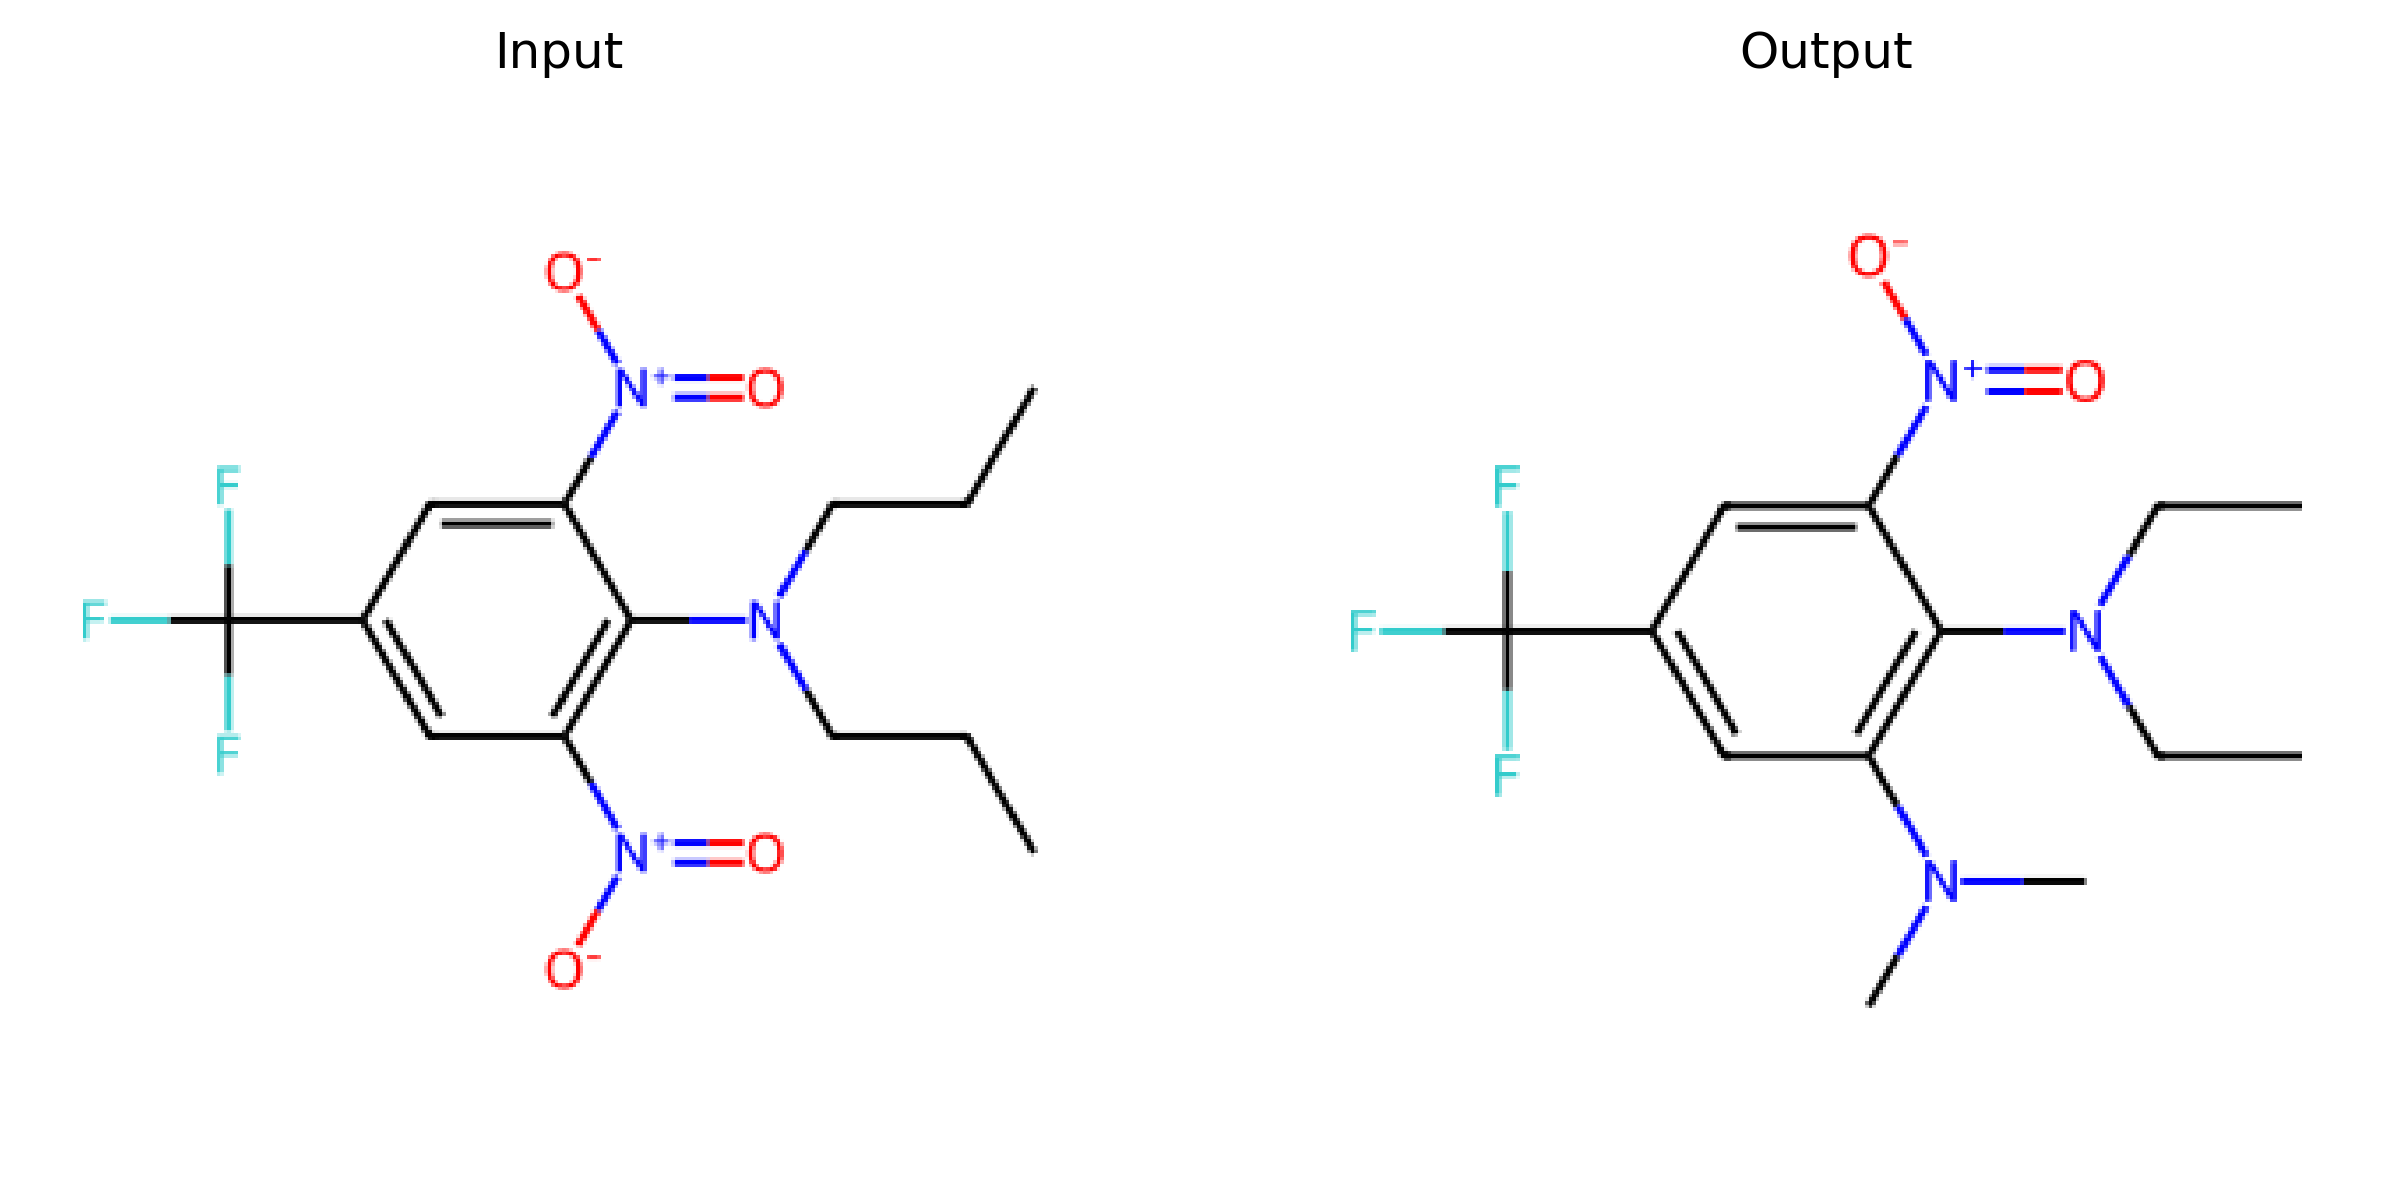 Input Output
O⁻ O⁻
N⁺ O N⁺ O
F F
F N F N
F F
N⁺ O N
O⁻